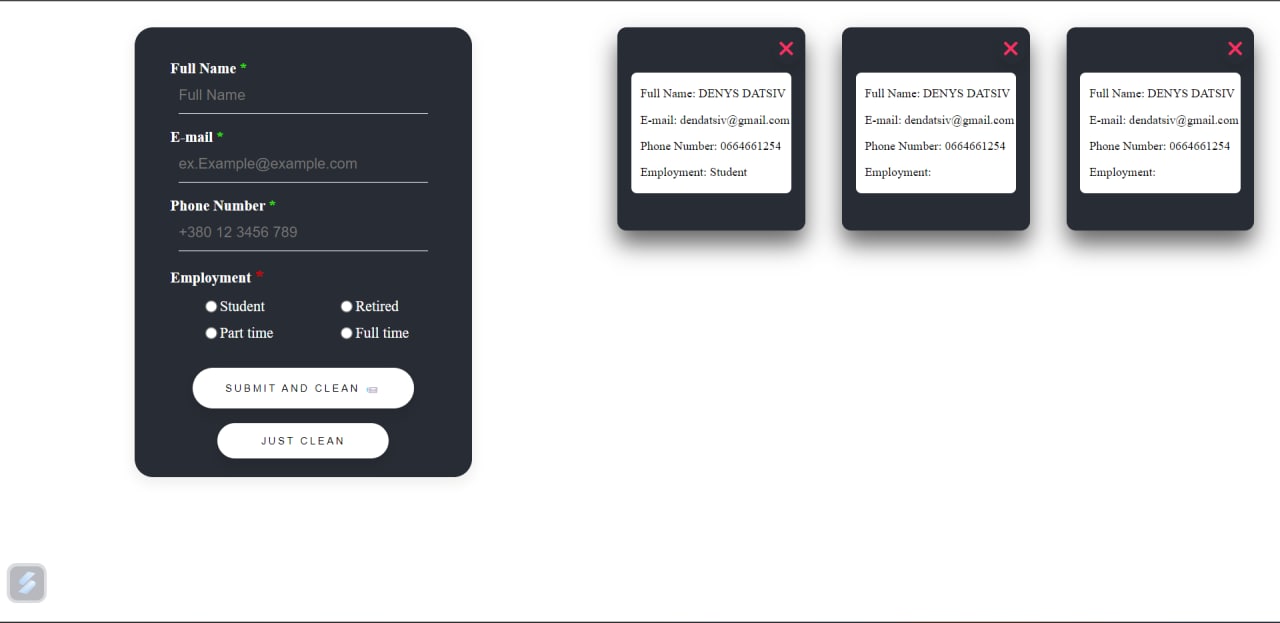 Full Name *
Full Name
E-mail *
ex.Example@example.com
Phone Number *
+380 12 3456 789
Employment *
Student
Retired
Part time
Full time
SUBMIT AND CLEAN
JUST CLEAN
Full Name: DENYS DATSIV
E-mail: dendatsiv@gmail.com
Phone Number: 0664661254
Employment: Student
Full Name: DENYS DATSIV
E-mail: dendatsiv@gmail.com
Phone Number: 0664661254
Employment:
Full Name: DENYS DATSIV
E-mail: dendatsiv@gmail.com
Phone Number: 0664661254
Employment: